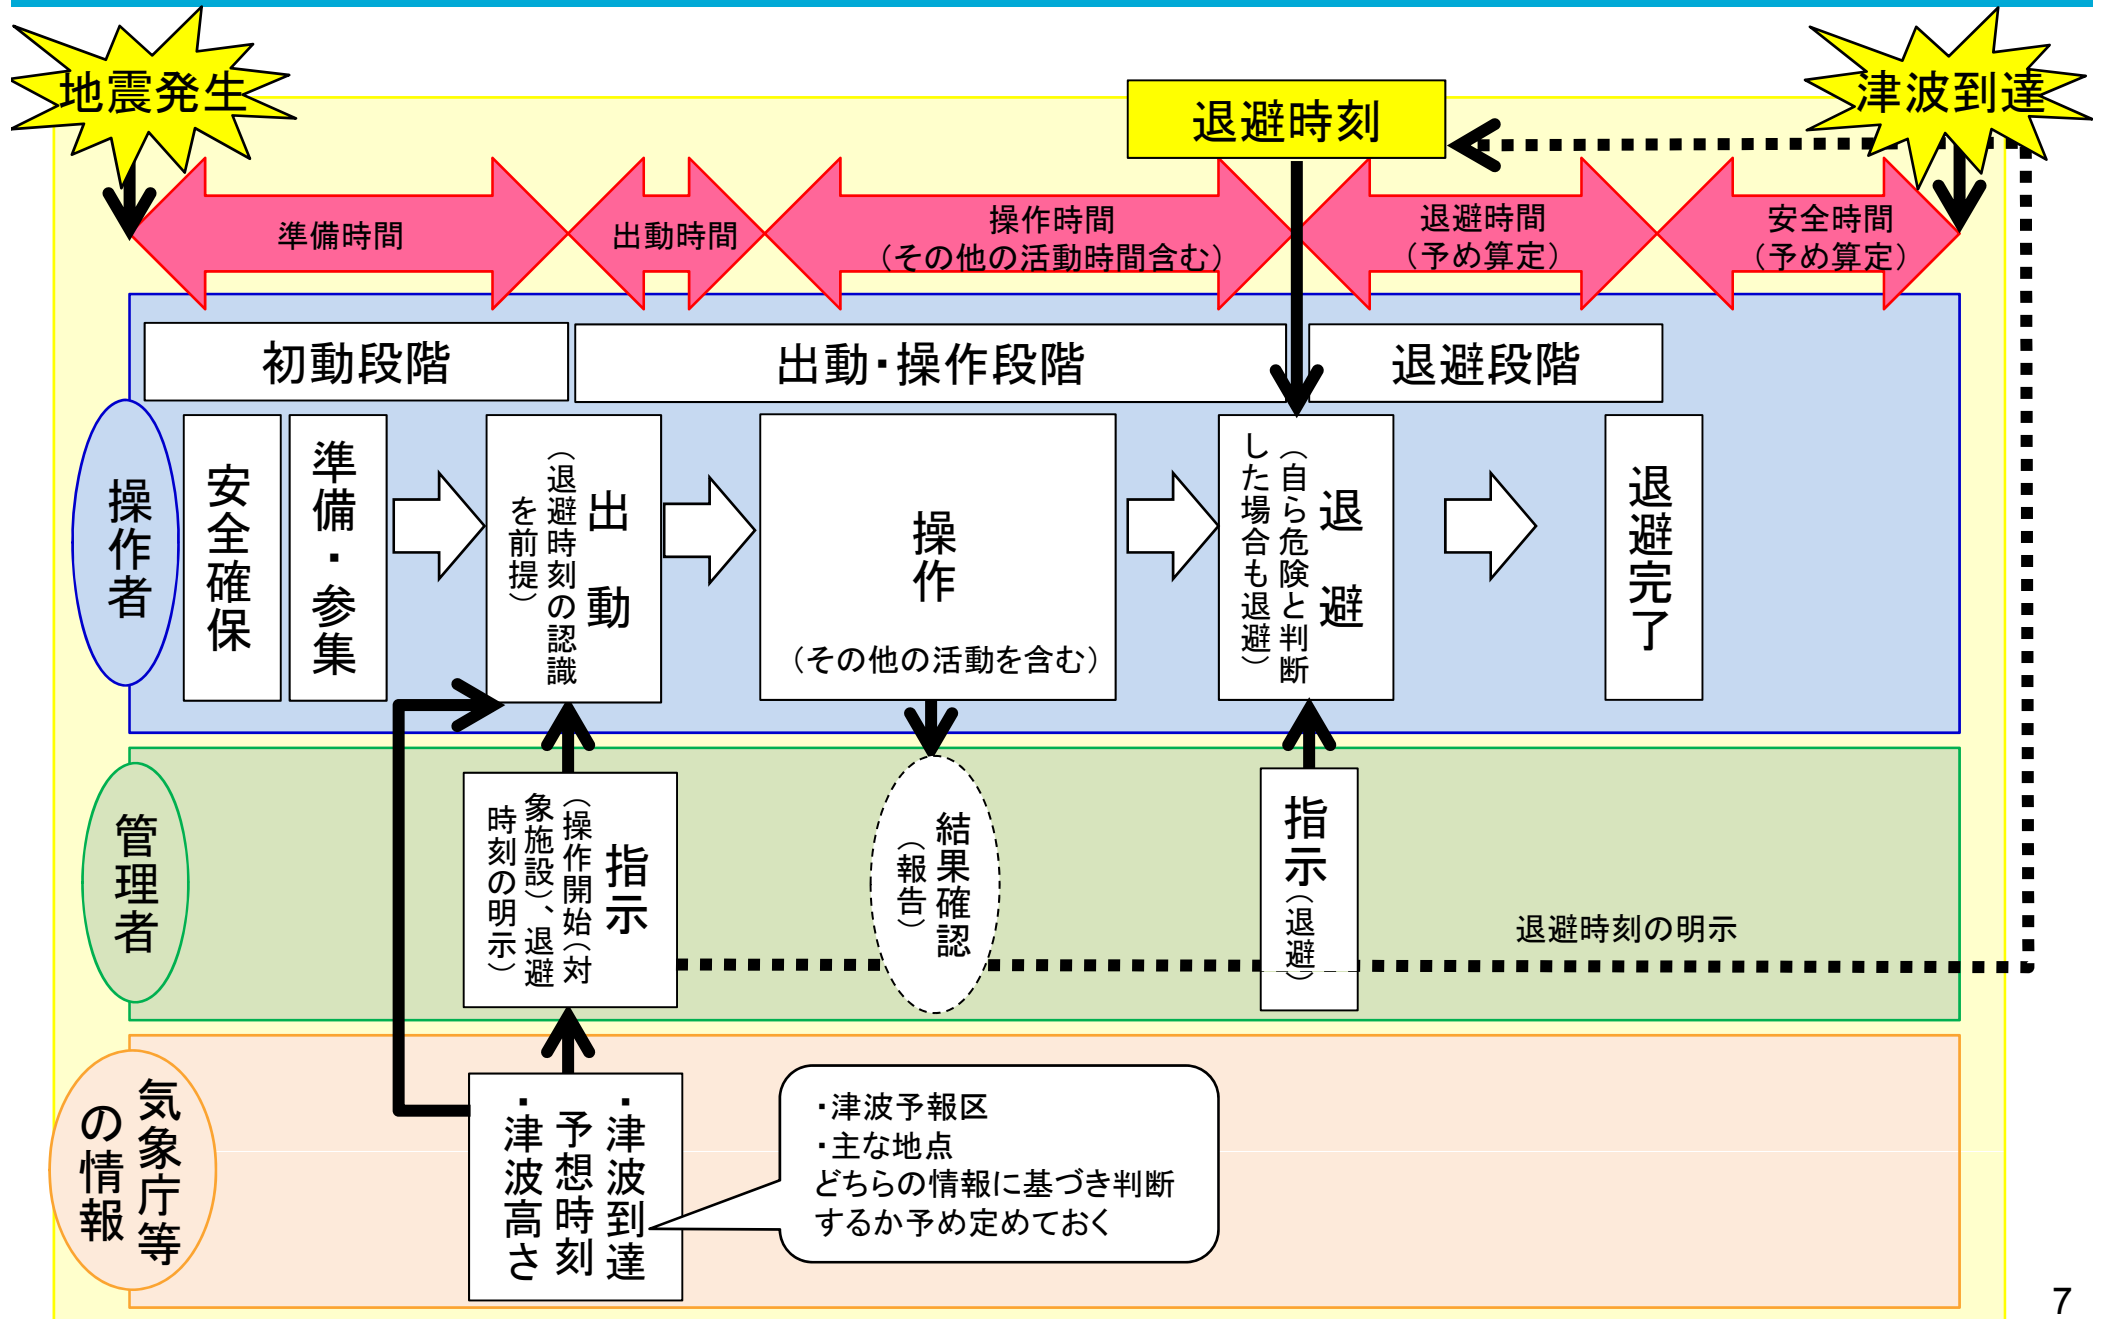 地震発生
退避時刻
津波到達
準備時間
出動時間
操作時間
（その他の活動時間含む）
退避時間
（予め算定）
安全時間
（予め算定）
初動段階
出動・操作段階
退避段階
操作者
安全確保
準備・参集
出動
（退避時刻の認識
を前提）
操作
（その他の活動を含む）
退避
（自ら危険と判断
した場合も退避）
退避完了
管理者
指示
（操作開始（対
象施設）、退避
時刻の明示）
結果確認
（報告）
指示（退避）
退避時刻の明示
気象庁等
の情報
・津波到達
予想時刻
・津波高さ
・津波予報区
・主な地点
どちらの情報に基づき判断
するか予め定めておく
7